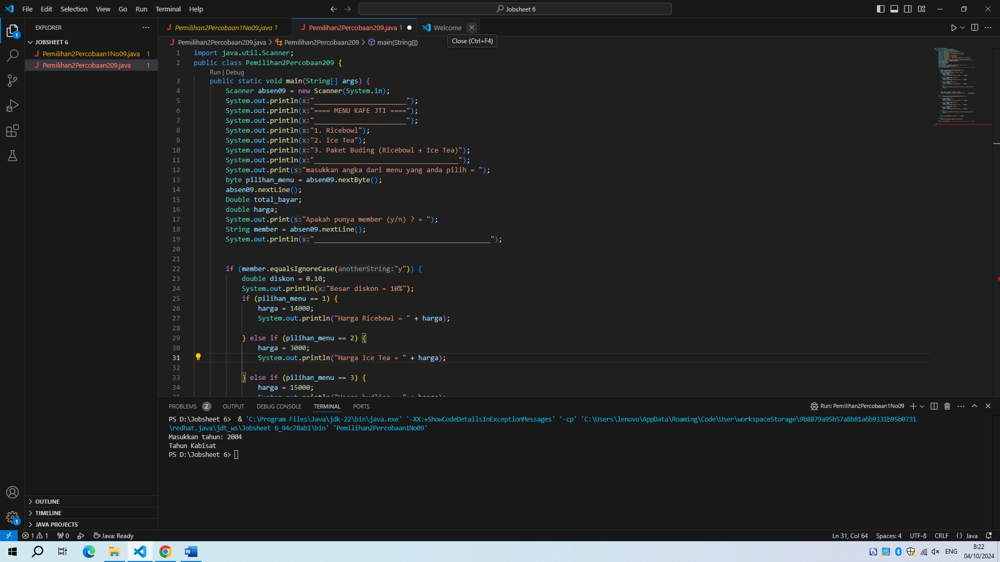 File Edit Selection View Go Run Terminal Help
Jobsheet 6
EXPLORER
Pemilihan2Percobaan1No09.java 1
Pemilihan2Percobaan209.java 1
Welcome
Close (Ctrl+F4)
JOBSHEET 6
Pemilihan2Percobaan1No09.java 1
Pemilihan2Percobaan209.java 1
Pemilihan2Percobaan209.java > Pemilihan2Percobaan209 > main(String[])
1 import java.util.Scanner;
2 public class Pemilihan2Percobaan209 {
Run | Debug
3 public static void main(String[] args) {
4 Scanner absen09 = new Scanner(System.in);
5 System.out.println(x:"_______________________");
6 System.out.println(x:"==== MENU KAFE JTI ====");
7 System.out.println(x:"_______________________");
8 System.out.println(x:"1. Ricebowl");
9 System.out.println(x:"2. Ice Tea");
10 System.out.println(x:"3. Paket Buding (Ricebowl + Ice Tea)");
11 System.out.println(x:"____________________________________");
12 System.out.print(s:"masukkan angka dari menu yang anda pilih = ");
13 byte pilihan_menu = absen09.nextByte();
14 absen09.nextLine();
15 Double total_bayar;
16 double harga;
17 System.out.print(s:"Apakah punya member (y/n) ? = ");
18 String member = absen09.nextLine();
19 System.out.println(x:"____________________________________________");
20
21
22 if (member.equalsIgnoreCase(anotherString:"y")) {
23 double diskon = 0.10;
24 System.out.println(x:"Besar diskon = 10%");
25 if (pilihan_menu == 1) {
26 harga = 14000;
27 System.out.println("Harga Ricebowl = " + harga);
28
29 } else if (pilihan_menu == 2) {
30 harga = 3000;
31 System.out.println("Harga Ice Tea = " + harga);
32
33 } else if (pilihan_menu == 3) {
34 harga = 15000;
PROBLEMS 2 OUTPUT DEBUG CONSOLE TERMINAL PORTS
Run: Pemilihan2Percobaan1No09
PS D:\Jobsheet 6> & 'C:\Program Files\Java\jdk-22\bin\java.exe' '-XX:+ShowCodeDetailsInExceptionMessages' '-cp' 'C:\Users\lenovo\AppData\Roaming\Code\User\workspaceStorage\9b8879a95b57a8b81a6b9331b95b0731
\redhat.java\jdt_ws\Jobsheet 6_94c78ab1\bin' 'Pemilihan2Percobaan1No09'
Masukkan tahun: 2004
Tahun Kabisat
PS D:\Jobsheet 6>
OUTLINE
TIMELINE
JAVA PROJECTS
1 1 0 Java: Ready
Ln 31, Col 64 Spaces: 4 UTF-8 CRLF {} Java
ENG
8:22
04/10/2024